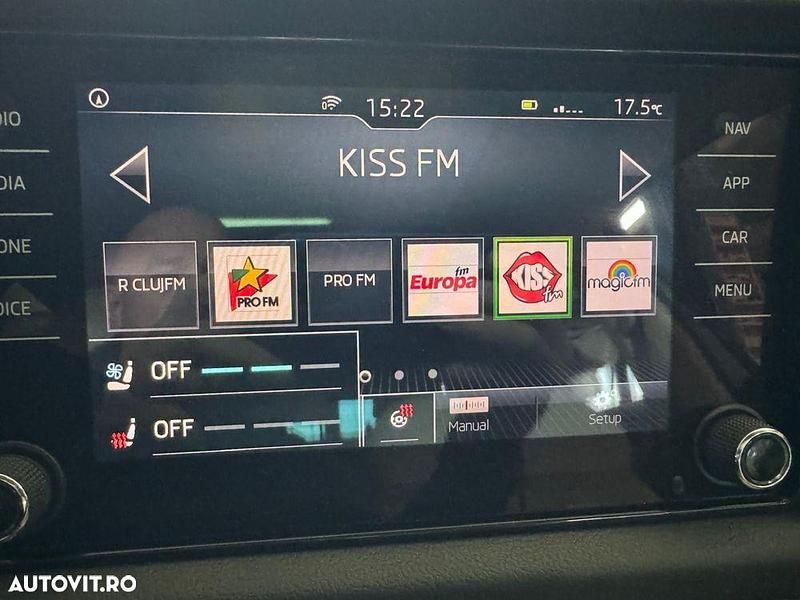 15:22
17.5°C
KISS FM
NAV
APP
CAR
MENU
R CLUJFM
PRO FM
PRO FM
fm
Europa
KISS
fm
magicfm
OFF
OFF
Manual
Setup
DIO
DIA
ONE
OICE
AUTOVIT.RO